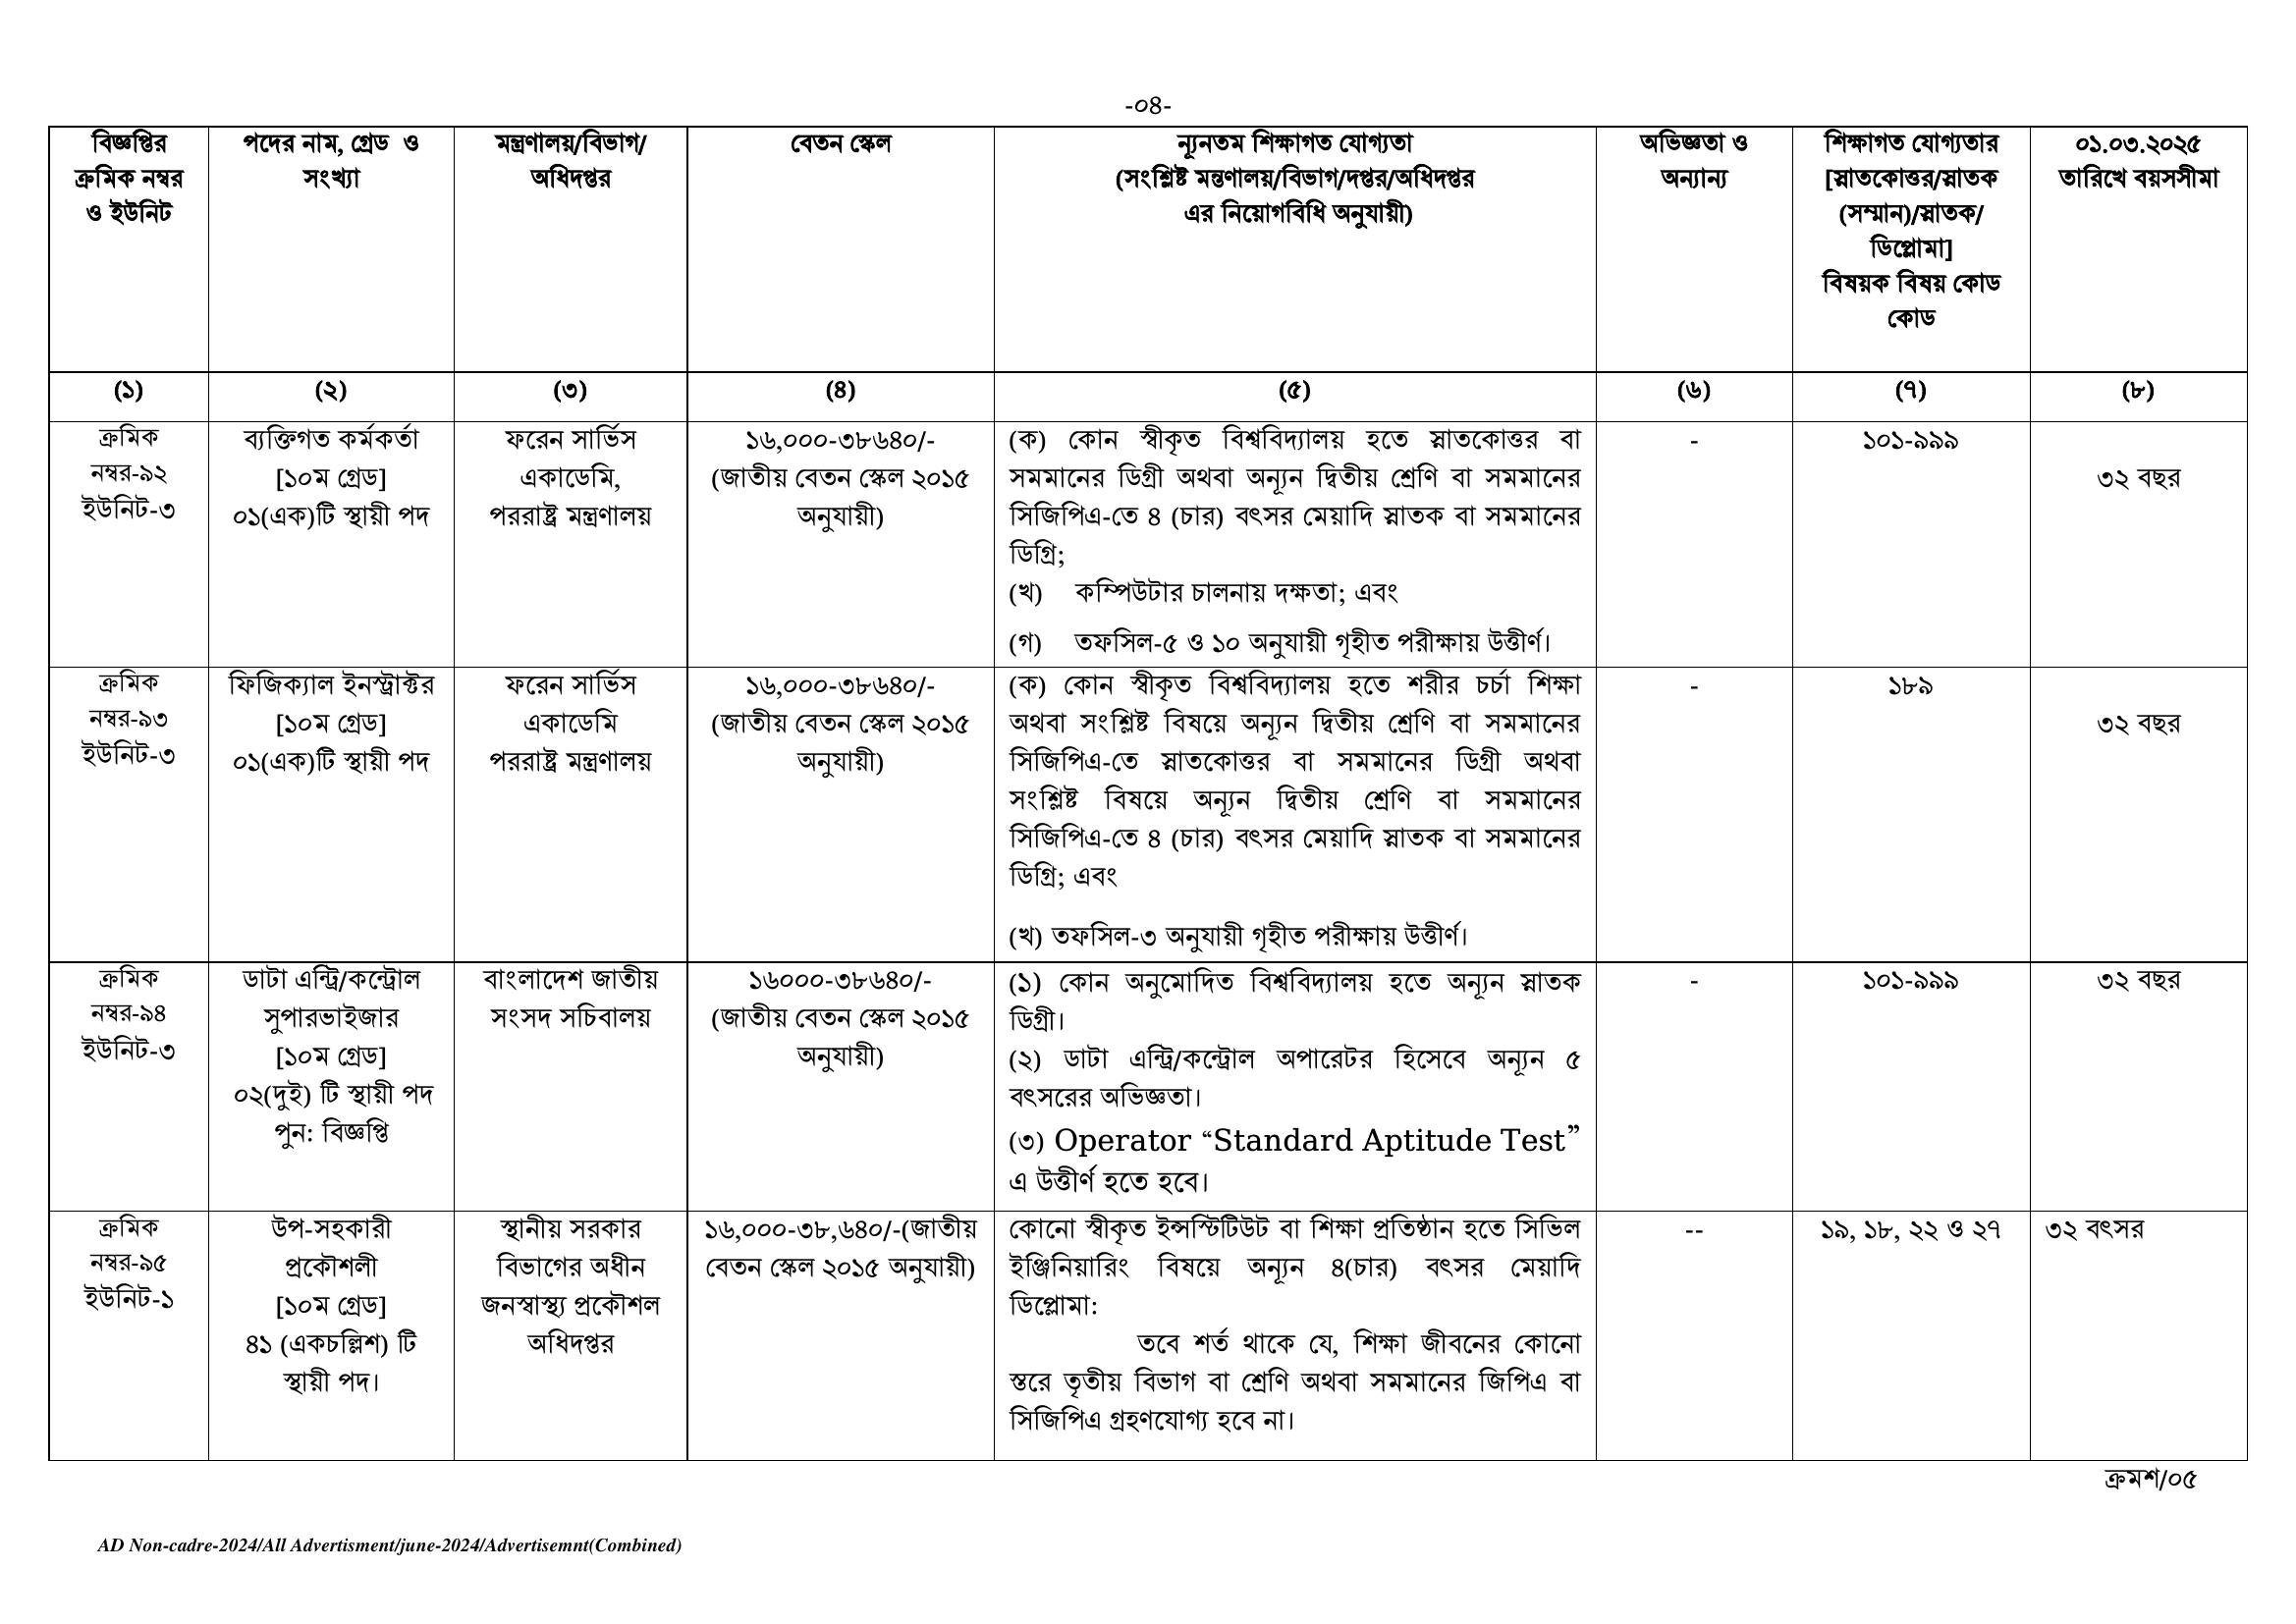 -০৪-
বিজ্ঞপ্তির
ক্রমিক নম্বর
ও ইউনিট
পদের নাম, গ্রেড ও
সংখ্যা
মন্ত্রণালয়/বিভাগ/
অধিদপ্তর
বেতন স্কেল
ন্যূনতম শিক্ষাগত যোগ্যতা
(সংশ্লিষ্ট মন্তণালয়/বিভাগ/দপ্তর/অধিদপ্তর
এর নিয়োগবিধি অনুযায়ী)
অভিজ্ঞতা ও
অন্যান্য
শিক্ষাগত যোগ্যতার
[স্নাতকোত্তর/স্নাতক
(সম্মান)/স্নাতক/
ডিপ্লোমা]
বিষয়ক বিষয় কোড
কোড
০১.০৩.২০২৫
তারিখে বয়সসীমা
(১)
(২)
(৩)
(৪)
(৫)
(৬)
(৭)
(৮)
ক্রমিক
নম্বর-৯২
ইউনিট-৩
ব্যক্তিগত কর্মকর্তা
[১০ম গ্রেড]
০১(এক)টি স্থায়ী পদ
ফরেন সার্ভিস
একাডেমি,
পররাষ্ট্র মন্ত্রণালয়
১৬,০০০-৩৮৬৪০/-
(জাতীয় বেতন স্কেল ২০১৫
অনুযায়ী)
(ক) কোন স্বীকৃত বিশ্ববিদ্যালয় হতে স্নাতকোত্তর বা
সমমানের ডিগ্রী অথবা অন্যূন দ্বিতীয় শ্রেণি বা সমমানের
সিজিপিএ-তে ৪ (চার) বৎসর মেয়াদি স্নাতক বা সমমানের
ডিগ্রি;
(খ) কম্পিউটার চালনায় দক্ষতা; এবং
(গ) তফসিল-৫ ও ১০ অনুযায়ী গৃহীত পরীক্ষায় উত্তীর্ণ।
-
১০১-৯৯৯
৩২ বছর
ক্রমিক
নম্বর-৯৩
ইউনিট-৩
ফিজিক্যাল ইনস্ট্রাক্টর
[১০ম গ্রেড]
০১(এক)টি স্থায়ী পদ
ফরেন সার্ভিস
একাডেমি
পররাষ্ট্র মন্ত্রণালয়
১৬,০০০-৩৮৬৪০/-
(জাতীয় বেতন স্কেল ২০১৫
অনুযায়ী)
(ক) কোন স্বীকৃত বিশ্ববিদ্যালয় হতে শরীর চর্চা শিক্ষা
অথবা সংশ্লিষ্ট বিষয়ে অন্যূন দ্বিতীয় শ্রেণি বা সমমানের
সিজিপিএ-তে স্নাতকোত্তর বা সমমানের ডিগ্রী অথবা
সংশ্লিষ্ট বিষয়ে অন্যূন দ্বিতীয় শ্রেণি বা সমমানের
সিজিপিএ-তে ৪ (চার) বৎসর মেয়াদি স্নাতক বা সমমানের
ডিগ্রি; এবং
(খ) তফসিল-৩ অনুযায়ী গৃহীত পরীক্ষায় উত্তীর্ণ।
-
১৮৯
৩২ বছর
ক্রমিক
নম্বর-৯৪
ইউনিট-৩
ডাটা এন্ট্রি/কন্ট্রোল
সুপারভাইজার
[১০ম গ্রেড]
০২(দুই) টি স্থায়ী পদ
পুন: বিজ্ঞপ্তি
বাংলাদেশ জাতীয়
সংসদ সচিবালয়
১৬০০০-৩৮৬৪০/-
(জাতীয় বেতন স্কেল ২০১৫
অনুযায়ী)
(১) কোন অনুমোদিত বিশ্ববিদ্যালয় হতে অন্যূন স্নাতক
ডিগ্রী।
(২) ডাটা এন্ট্রি/কন্ট্রোল অপারেটর হিসেবে অন্যূন ৫
বৎসরের অভিজ্ঞতা।
(৩) Operator “Standard Aptitude Test”
এ উত্তীর্ণ হতে হবে।
-
১০১-৯৯৯
৩২ বছর
ক্রমিক
নম্বর-৯৫
ইউনিট-১
উপ-সহকারী
প্রকৌশলী
[১০ম গ্রেড]
৪১ (একচল্লিশ) টি
স্থায়ী পদ।
স্থানীয় সরকার
বিভাগের অধীন
জনস্বাস্থ্য প্রকৌশল
অধিদপ্তর
১৬,০০০-৩৮,৬৪০/-(জাতীয়
বেতন স্কেল ২০১৫ অনুযায়ী)
কোনো স্বীকৃত ইন্সস্টিটিউট বা শিক্ষা প্রতিষ্ঠান হতে সিভিল
ইঞ্জিনিয়ারিং বিষয়ে অন্যূন ৪(চার) বৎসর মেয়াদি
ডিপ্লোমা:
তবে শর্ত থাকে যে, শিক্ষা জীবনের কোনো
স্তরে তৃতীয় বিভাগ বা শ্রেণি অথবা সমমানের জিপিএ বা
সিজিপিএ গ্রহণযোগ্য হবে না।
--
১৯, ১৮, ২২ ও ২৭
৩২ বৎসর
ক্রমশ/০৫
AD Non-cadre-2024/All Advertisment/june-2024/Advertisemnt(Combined)